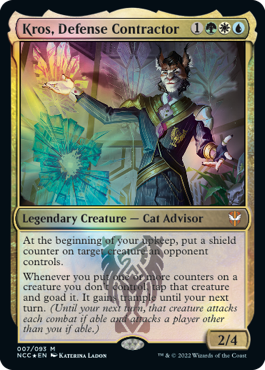 Kros, Defense Contractor 1
Legendary Creature — Cat Advisor
At the beginning of your upkeep, put a shield
counter on target creature an opponent
controls.
Whenever you put one or more counters on a
creature you don't control, tap that creature
and goad it. It gains trample until your next
turn. (Until your next turn, that creature attacks
each combat if able and attacks a player other
than you if able.)
2/4
007/093 M
NCC ★ EN KATERINA LADON
™ & © 2022 Wizards of the Coast